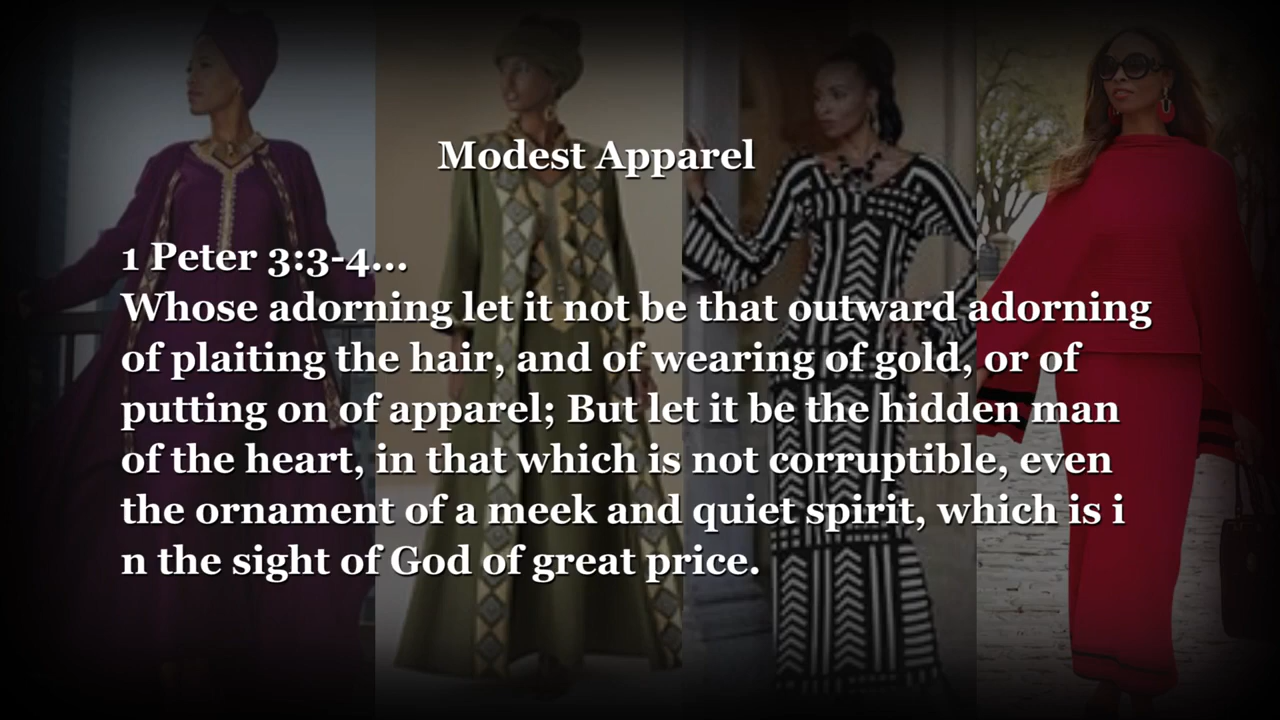 Modest Apparel
1 Peter 3:3-4...
Whose adorning let it not be that outward adorning
of plaiting the hair, and of wearing of gold, or of
putting on of apparel; But let it be the hidden man
of the heart, in that which is not corruptible, even
the ornament of a meek and quiet spirit, which is i
n the sight of God of great price.